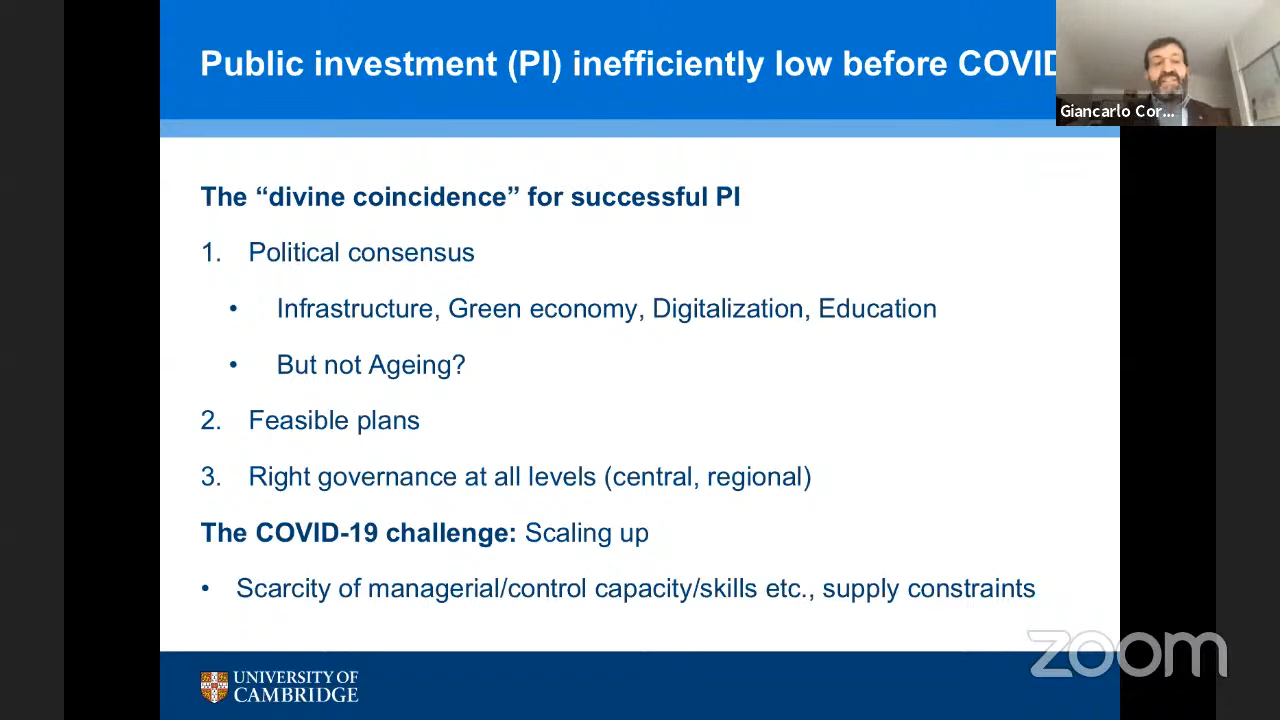 Public investment (PI) inefficiently low before COVID
Giancarlo Cor...
The “divine coincidence” for successful PI
1. Political consensus
• Infrastructure, Green economy, Digitalization, Education
• But not Ageing?
2. Feasible plans
3. Right governance at all levels (central, regional)
The COVID-19 challenge: Scaling up
• Scarcity of managerial/control capacity/skills etc., supply constraints
zoom
UNIVERSITY OF
CAMBRIDGE